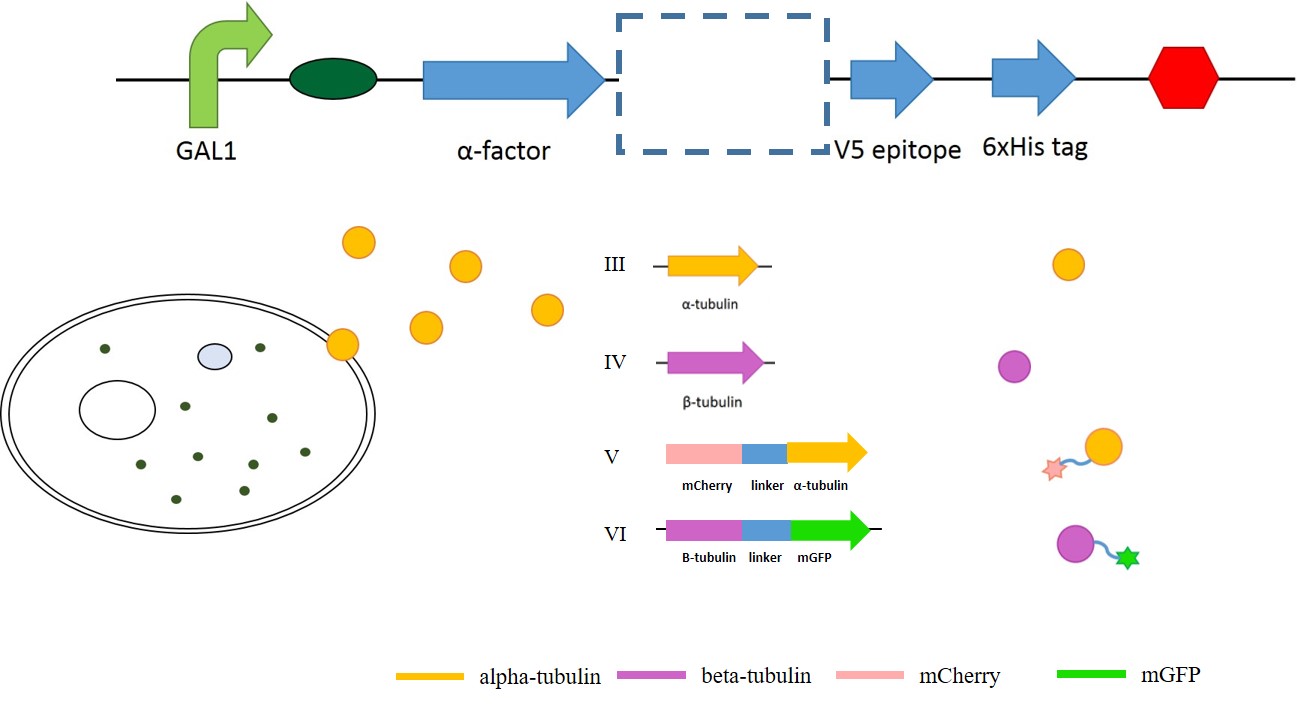 GAL1
α-factor
V5 epitope
6xHis tag
III
α-tubulin
IV
β-tubulin
V
mCherry linker α-tubulin
VI
B-tubulin linker mGFP
alpha-tubulin beta-tubulin mCherry mGFP